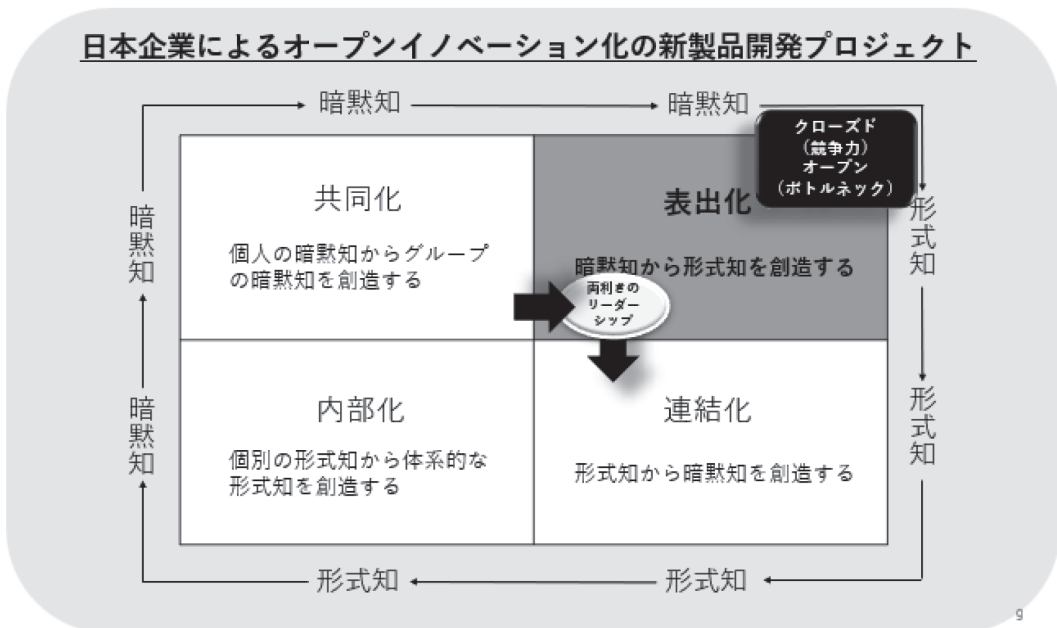 日本企業によるオープンイノベーション化の新製品開発プロジェクト
暗黙知
暗黙知
クローズド
（競争力）
オープン
（ボトルネック）
共同化
個人の暗黙知からグループ
の暗黙知を創造する
表出化
暗黙知から形式知を創造する
両利きの
リーダー
シップ
暗黙知
形式知
内部化
個別の形式知から体系的な
形式知を創造する
連結化
形式知から暗黙知を創造する
暗黙知
形式知
形式知
形式知
9